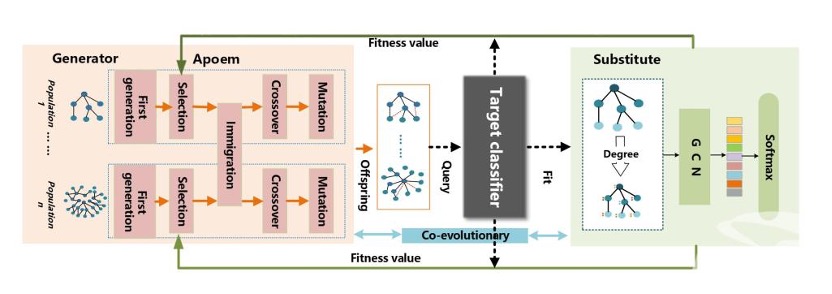 Fitness value
Generator
Apoem
Substitute
Population
1
... ...
First
generation
Selection
Immigration
Crossover
Mutation
Population
n
First
generation
Selection
Crossover
Mutation
Offspring
Query
Target classifier
Fit
Degree
G
C
N
Softmax
Co-evolutionary
Fitness value